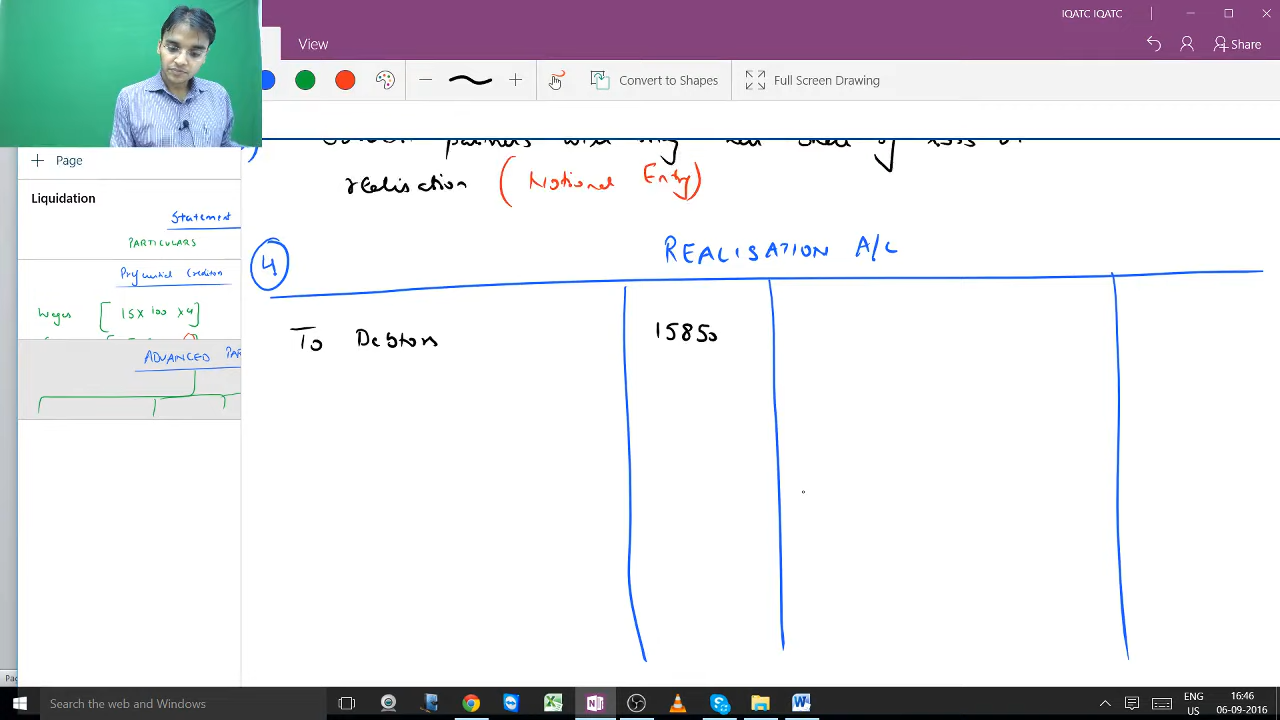 IQATC IQATC
View
Share
Convert to Shapes
Full Screen Drawing
Page
realisation (Notional Entry)
Liquidation
Statement
PARTICULARS
Preferential Creditors
Wages [15 x 100 x 4]
ADVANCED PAR
4
REALISATION A/C
To Debtors 15850
Search the web and Windows
ENG
US
16:46
06-09-2016